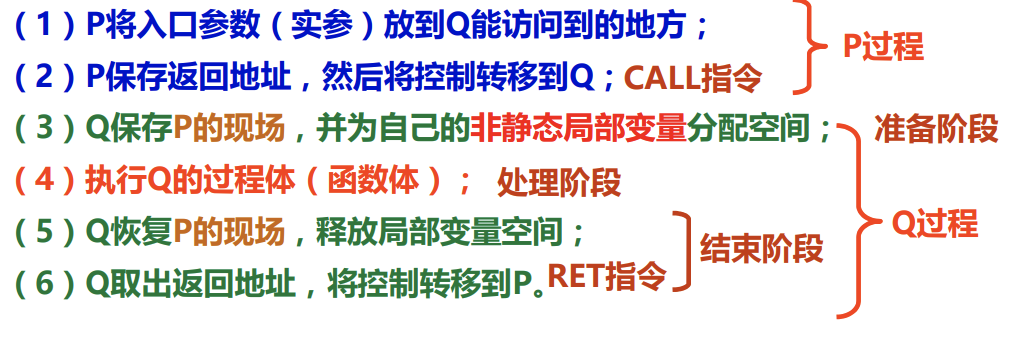 （1）P将入口参数（实参）放到Q能访问到的地方；
P过程
（2）P保存返回地址，然后将控制转移到Q；CALL指令
（3）Q保存P的现场，并为自己的非静态局部变量分配空间； 准备阶段
（4）执行Q的过程体（函数体）； 处理阶段
Q过程
（5）Q恢复P的现场，释放局部变量空间；
结束阶段
（6）Q取出返回地址，将控制转移到P。RET指令